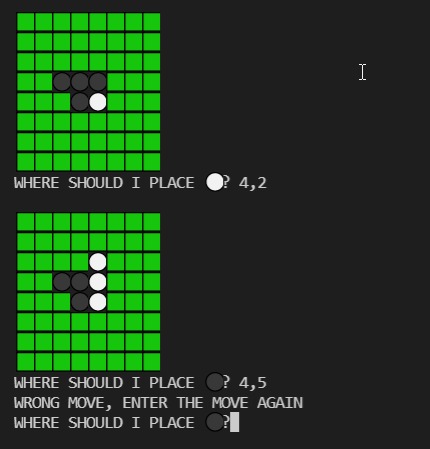 WHERE SHOULD I PLACE ⚪? 4,2
WHERE SHOULD I PLACE ⚫? 4,5
WRONG MOVE, ENTER THE MOVE AGAIN
WHERE SHOULD I PLACE ⚫?